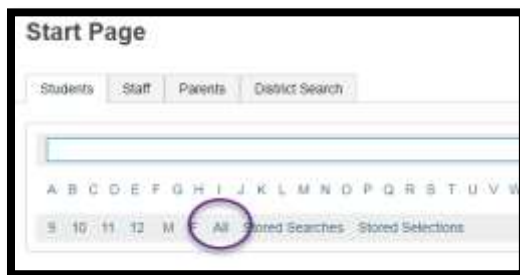 Start Page
Students Staff Parents District Search
A B C D E F G H I J K L M N O P Q R S T U V W
9 10 11 12 M F All Stored Searches Stored Selections